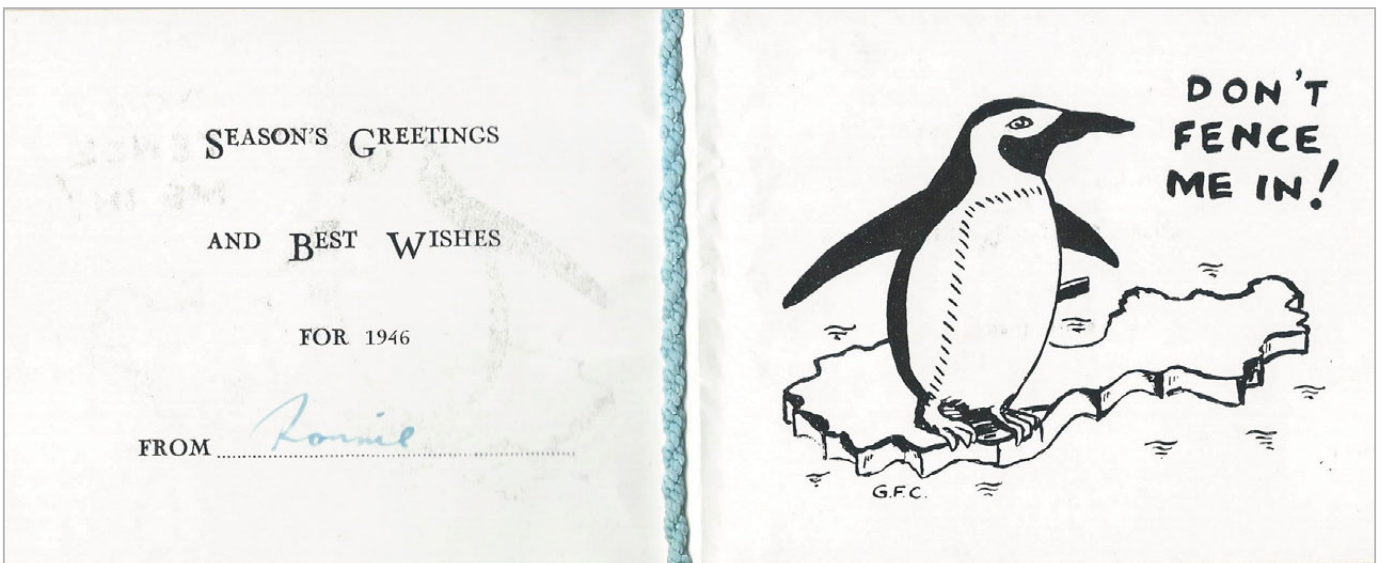 SEASON'S GREETINGS
AND BEST WISHES
FOR 1946
FROM Ronnie
DON'T
FENCE
ME IN!
G.F.C.